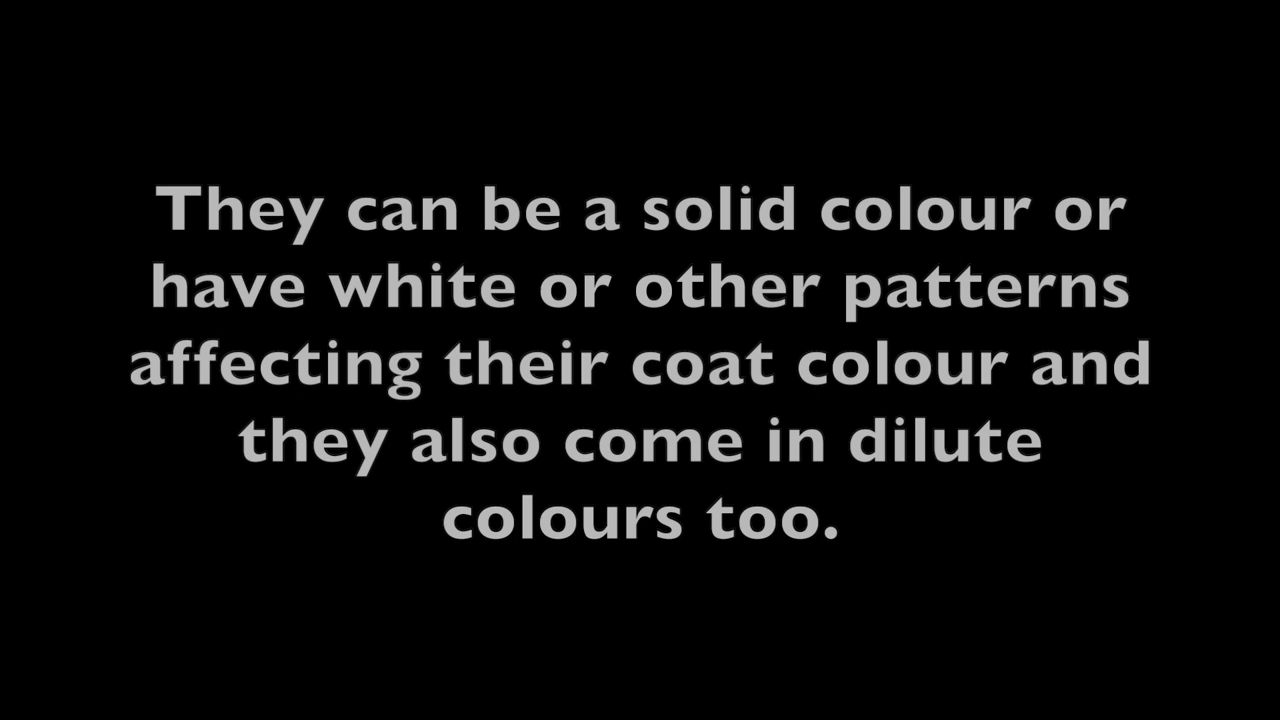 They can be a solid colour or
have white or other patterns
affecting their coat colour and
they also come in dilute
colours too.